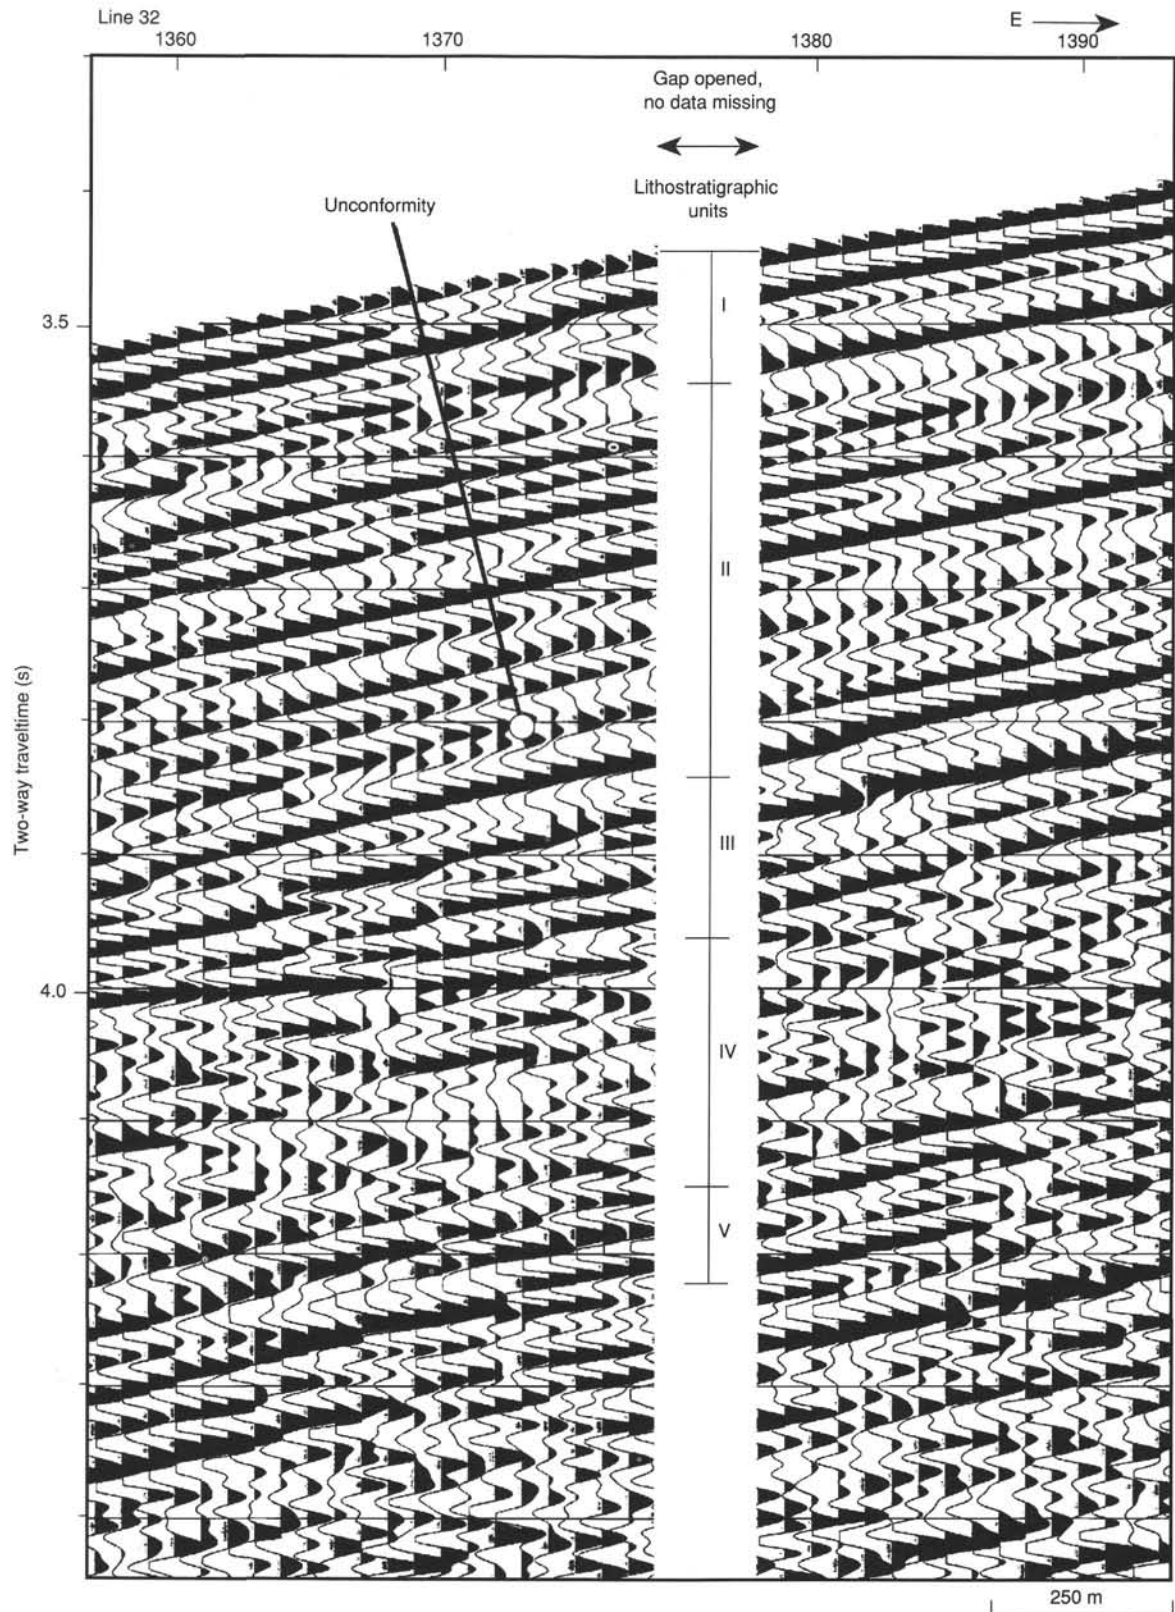 Line 32
E
1360
1370
1380
1390
Gap opened,
no data missing
Lithostratigraphic
units
Unconformity
I
3.5
II
Two-way traveltime (s)
III
4.0
IV
V
250 m